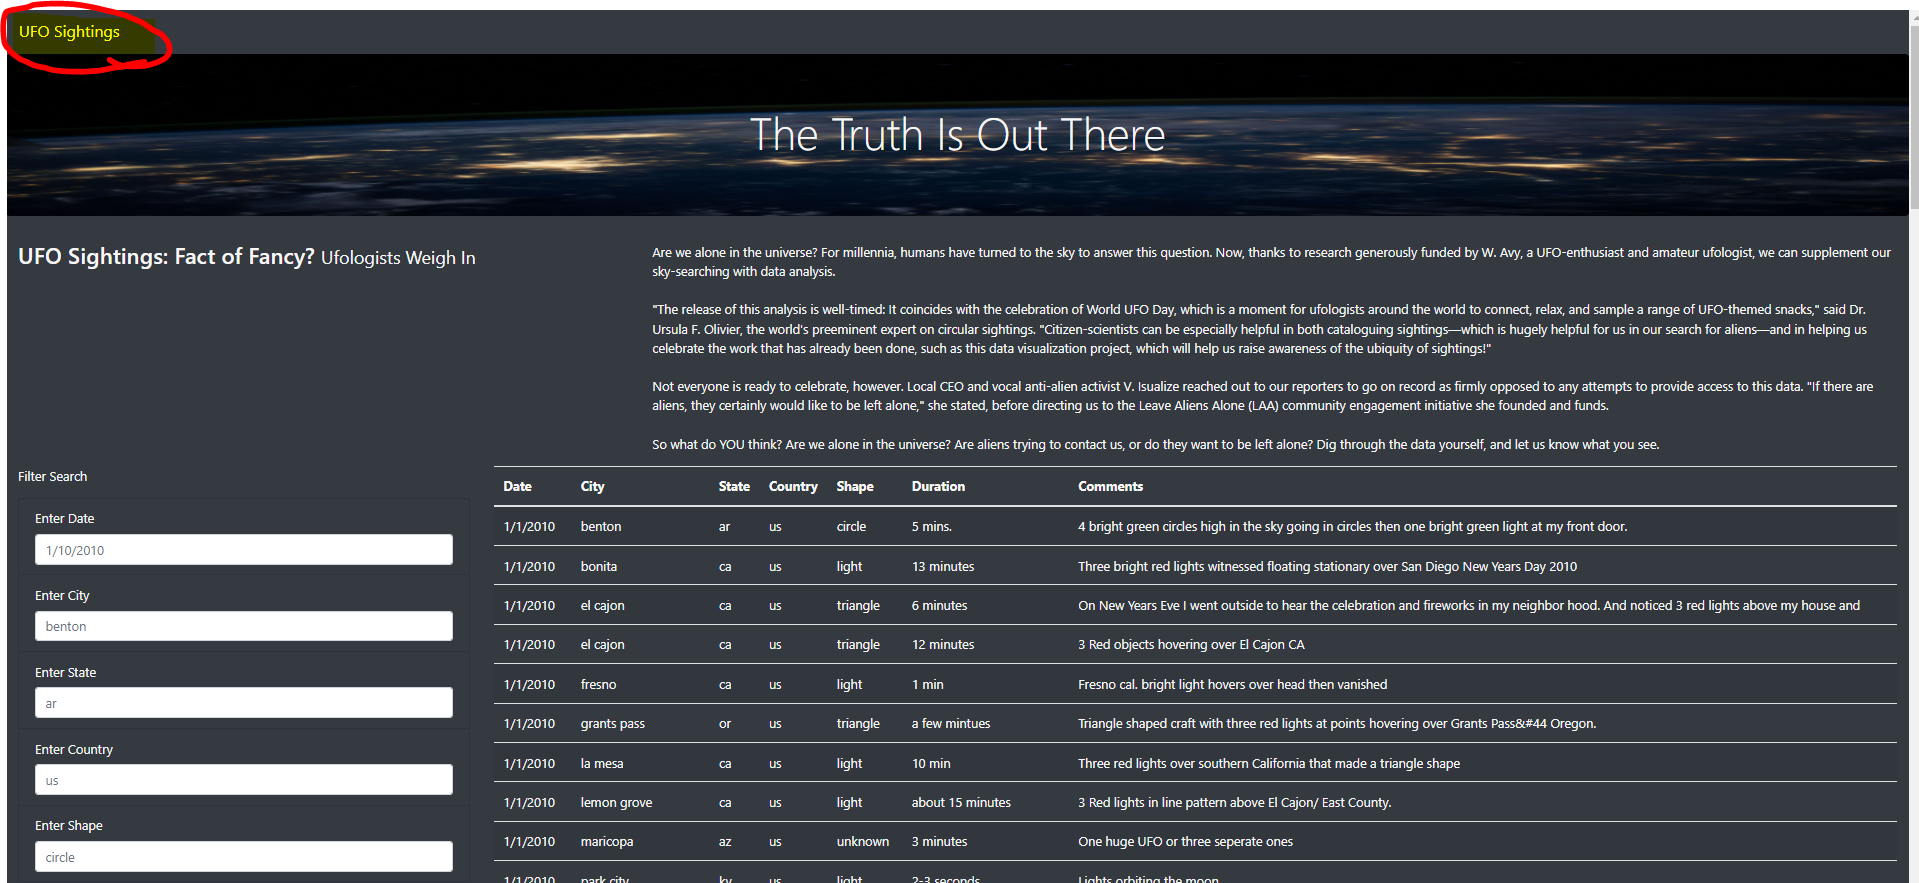 UFO Sightings
The Truth Is Out There
UFO Sightings: Fact of Fancy? Ufologists Weigh In
Are we alone in the universe? For millennia, humans have turned to the sky to answer this question. Now, thanks to research generously funded by W. Avy, a UFO-enthusiast and amateur ufologist, we can supplement our
sky-searching with data analysis.
"The release of this analysis is well-timed: It coincides with the celebration of World UFO Day, which is a moment for ufologists around the world to connect, relax, and sample a range of UFO-themed snacks," said Dr.
Ursula F. Olivier, the world's preeminent expert on circular sightings. "Citizen-scientists can be especially helpful in both cataloguing sightings—which is hugely helpful for us in our search for aliens—and in helping us
celebrate the work that has already been done, such as this data visualization project, which will help us raise awareness of the ubiquity of sightings!"
Not everyone is ready to celebrate, however. Local CEO and vocal anti-alien activist V. Isualize reached out to our reporters to go on record as firmly opposed to any attempts to provide access to this data. "If there are
aliens, they certainly would like to be left alone," she stated, before directing us to the Leave Aliens Alone (LAA) community engagement initiative she founded and funds.
So what do YOU think? Are we alone in the universe? Are aliens trying to contact us, or do they want to be left alone? Dig through the data yourself, and let us know what you see.
Filter Search
Enter Date
1/10/2010
Enter City
benton
Enter State
ar
Enter Country
us
Enter Shape
circle
Date City State Country Shape Duration Comments
1/1/2010 benton ar us circle 5 mins. 4 bright green circles high in the sky going in circles then one bright green light at my front door.
1/1/2010 bonita ca us light 13 minutes Three bright red lights witnessed floating stationary over San Diego New Years Day 2010
1/1/2010 el cajon ca us triangle 6 minutes On New Years Eve I went outside to hear the celebration and fireworks in my neighbor hood. And noticed 3 red lights above my house and
1/1/2010 el cajon ca us triangle 12 minutes 3 Red objects hovering over El Cajon CA
1/1/2010 fresno ca us light 1 min Fresno cal. bright light hovers over head then vanished
1/1/2010 grants pass or us triangle a few mintues Triangle shaped craft with three red lights at points hovering over Grants Pass&#44 Oregon.
1/1/2010 la mesa ca us light 10 min Three red lights over southern California that made a triangle shape
1/1/2010 lemon grove ca us light about 15 minutes 3 Red lights in line pattern above El Cajon/ East County.
1/1/2010 maricopa az us unknown 3 minutes One huge UFO or three seperate ones
1/1/2010 park city ky us light 2-3 seconds Lights orbiting the moon